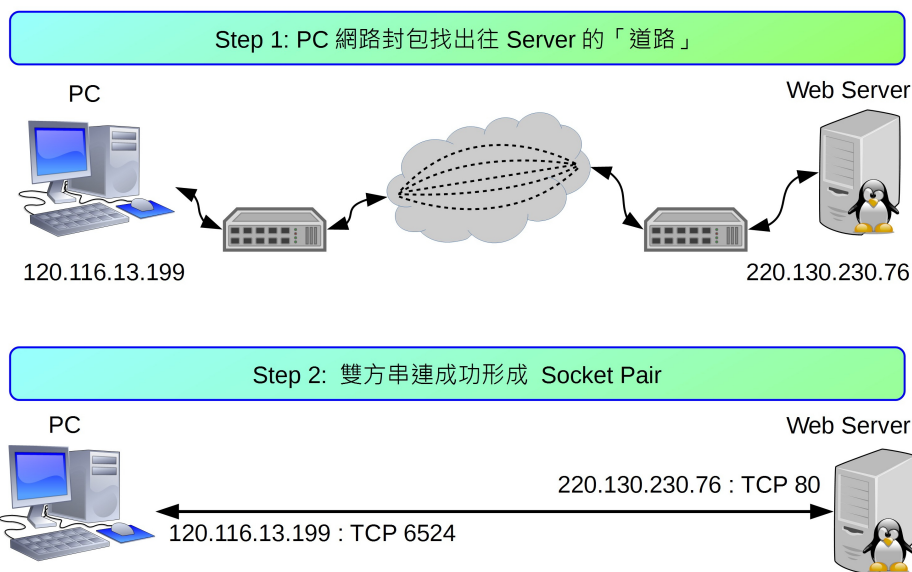 Step 1: PC 網路封包找出往 Server 的「道路」
PC
Web Server
120.116.13.199
220.130.230.76
Step 2: 雙方串連成功形成 Socket Pair
PC
Web Server
220.130.230.76 : TCP 80
120.116.13.199 : TCP 6524